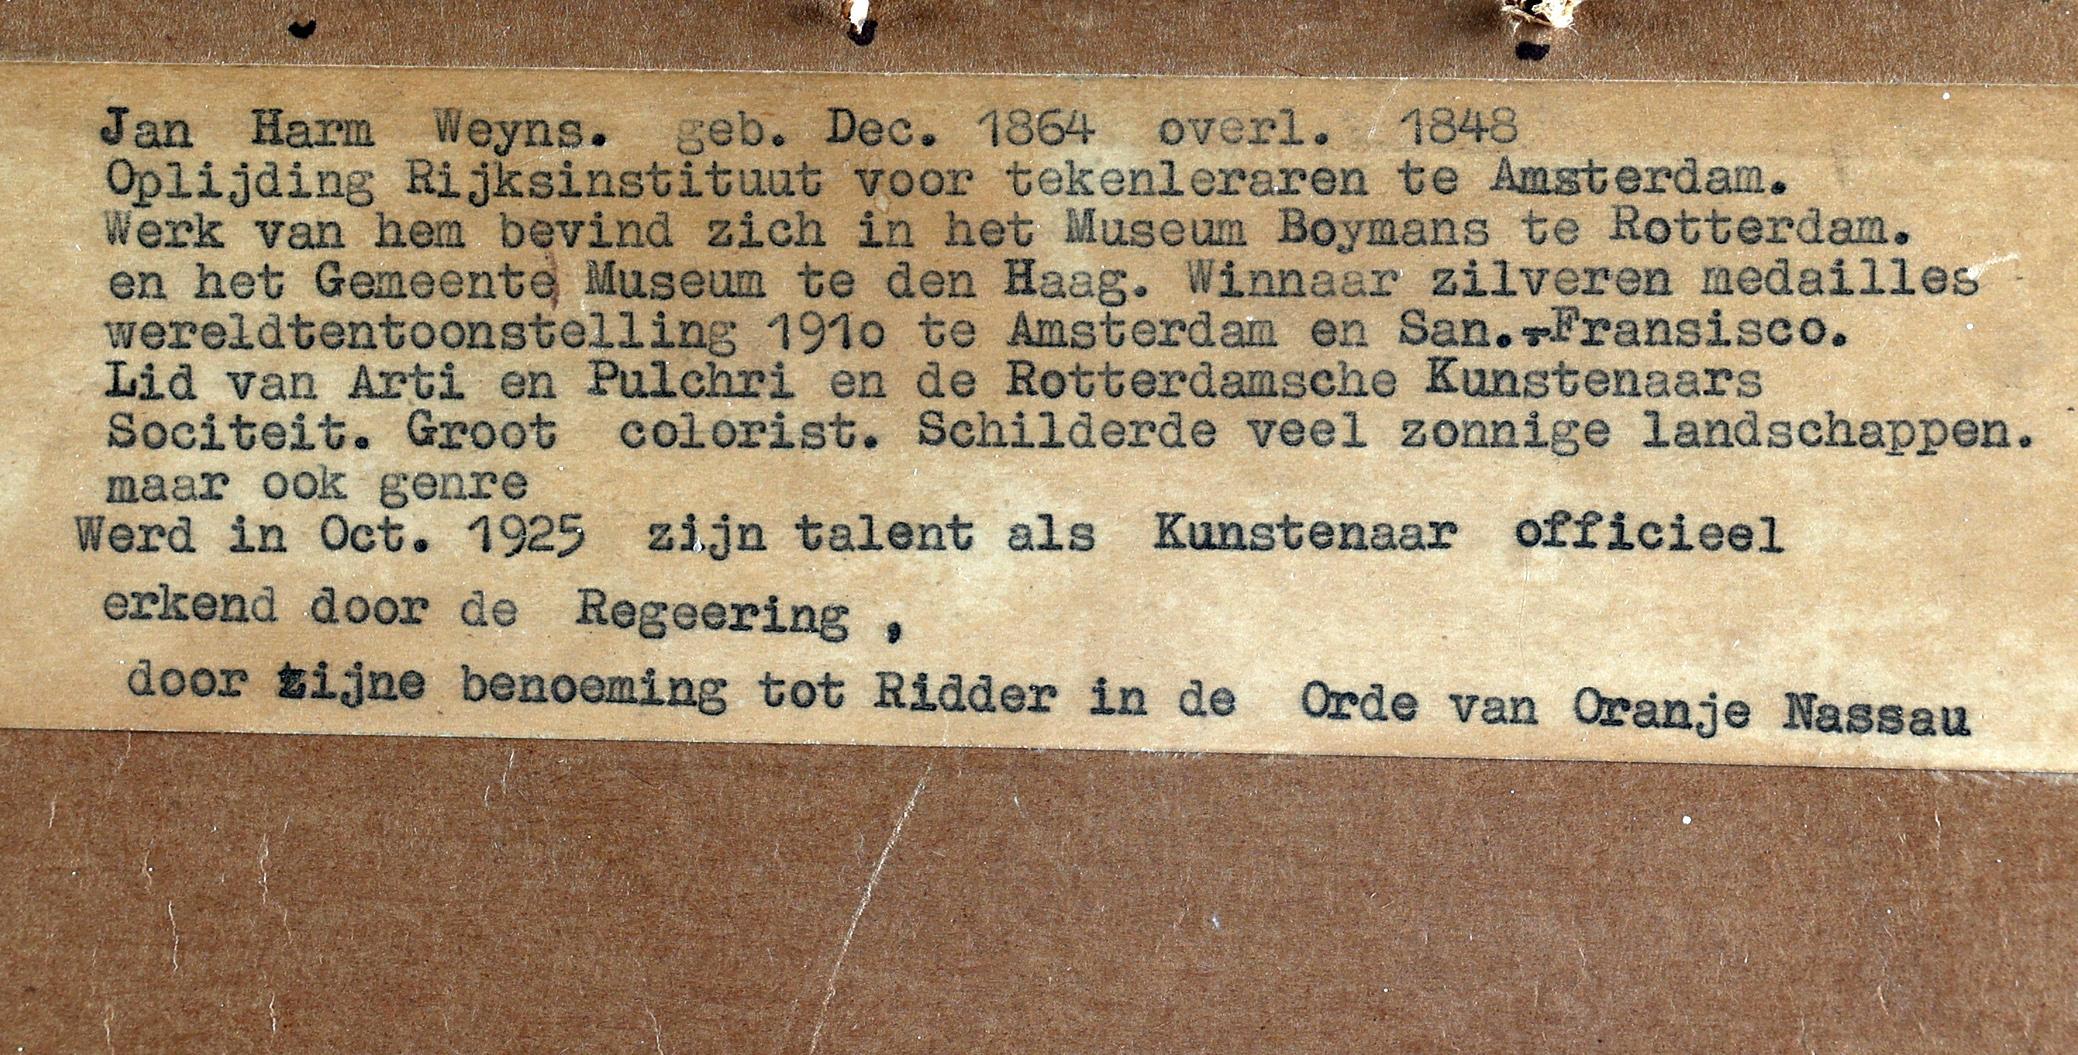 Jan Harm Weyns. geb. Dec. 1864 overl. 1848
Oplijding Rijksinstituut voor tekenleraren te Amsterdam.
Werk van hem bevind zich in het Museum Boymans te Rotterdam.
en het Gemeente Museum te den Haag. Winnaar zilveren medailles
wereldtentoonstelling 191o te Amsterdam en San.-Fransisco.
Lid van Arti en Pulchri en de Rotterdamsche Kunstenaars
Sociteit. Groot colorist. Schilderde veel zonnige landschappen.
maar ook genre
Werd in Oct. 1925 zijn talent als Kunstenaar officieel
erkend door de Regeering ,
door zijne benoeming tot Ridder in de Orde van Oranje Nassau